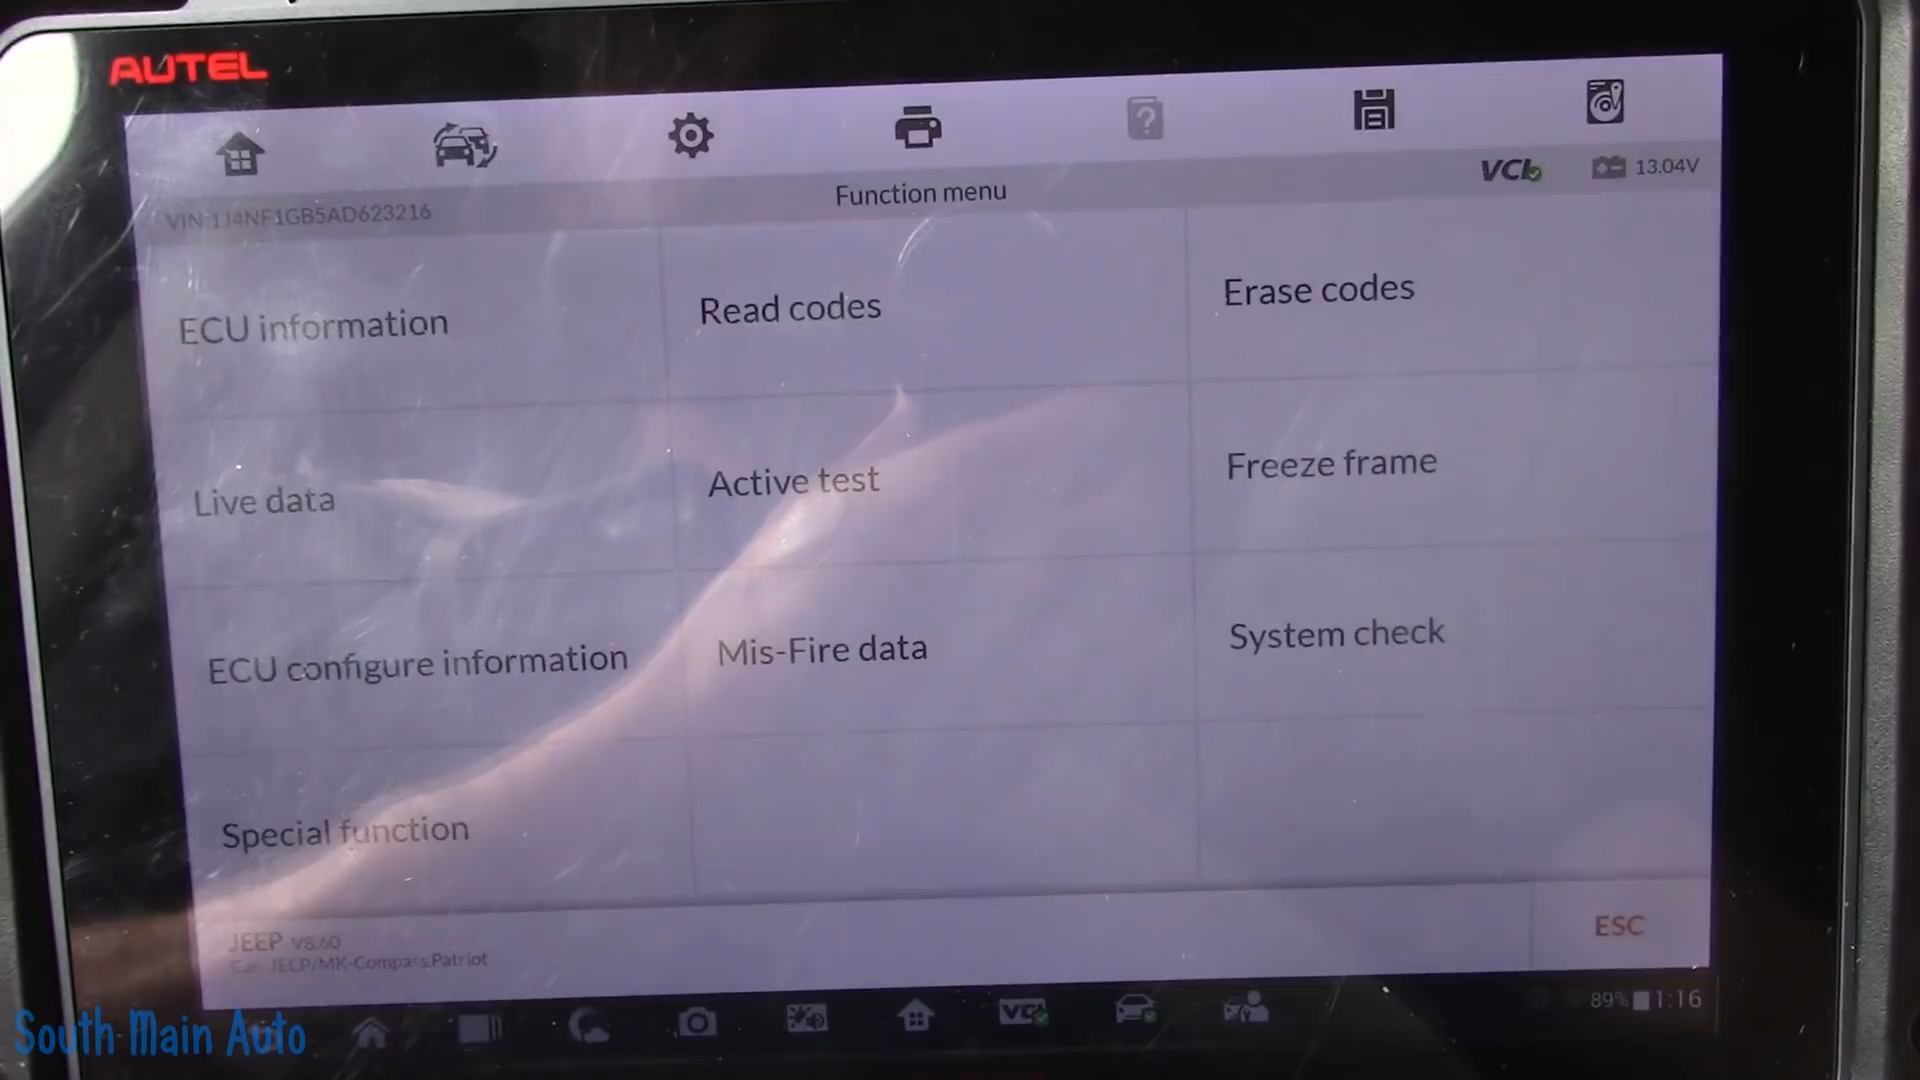 AUTEL
VCI
13.04V
Function menu
VIN 1J4NF1GB5AD623216
ECU information
Read codes
Erase codes
Live data
Active test
Freeze frame
ECU configure information
Mis-Fire data
System check
Special function
ESC
JEEP V8.60
Car: JEEP/MK-Compass,Patriot
VCI
89% 1:16
South Main Auto